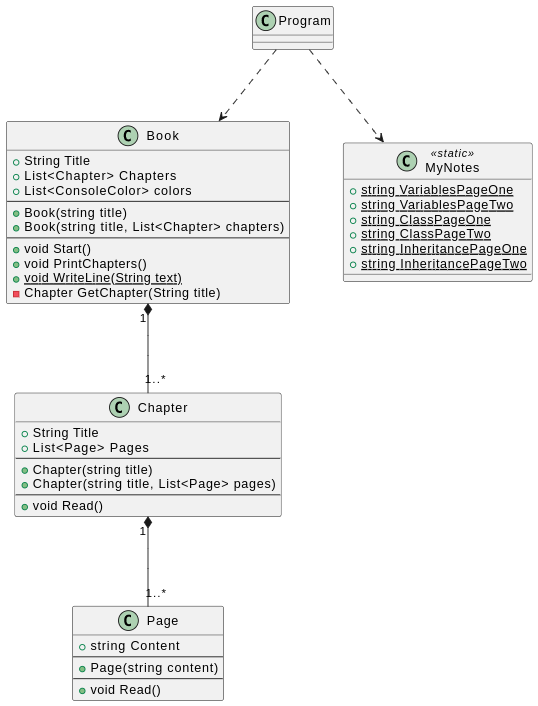 C Program
C Book
String Title
List<Chapter> Chapters
List<ConsoleColor> colors
Book(string title)
Book(string title, List<Chapter> chapters)
void Start()
void PrintChapters()
void WriteLine(String text)
Chapter GetChapter(String title)
«static»
C MyNotes
string VariablesPageOne
string VariablesPageTwo
string ClassPageOne
string ClassPageTwo
string InheritancePageOne
string InheritancePageTwo
1
1..*
C Chapter
String Title
List<Page> Pages
Chapter(string title)
Chapter(string title, List<Page> pages)
void Read()
1
1..*
C Page
string Content
Page(string content)
void Read()